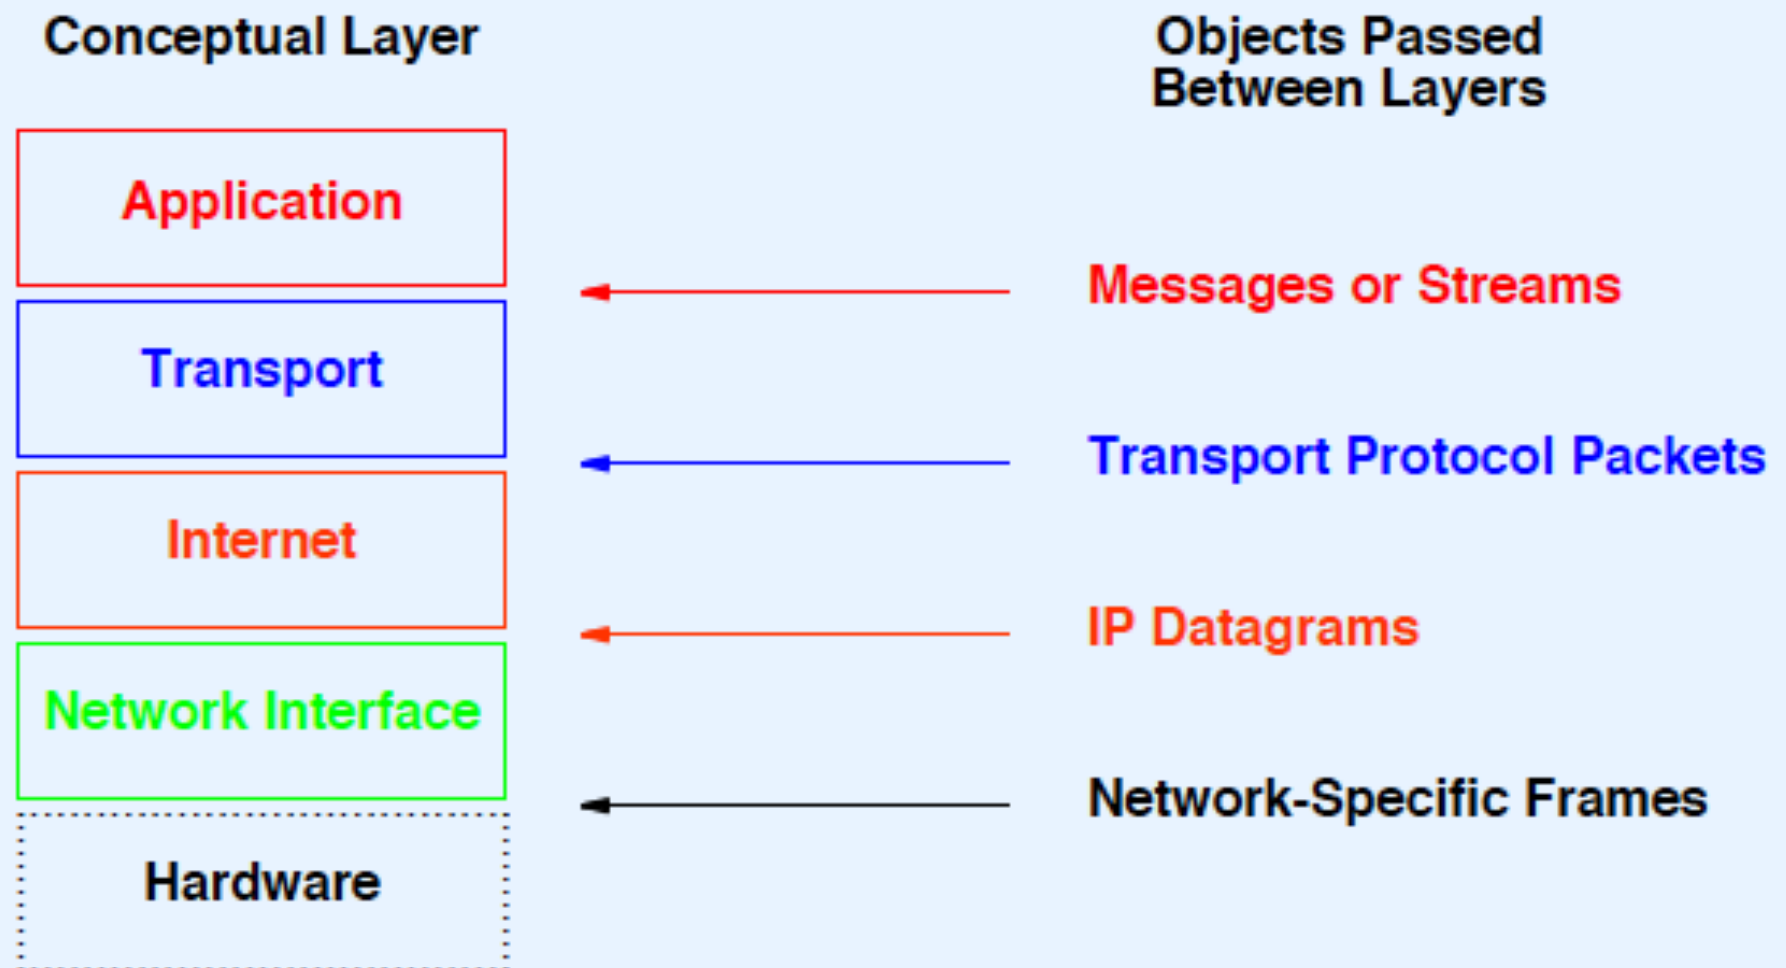 Conceptual Layer
Objects Passed
Between Layers
Application
Messages or Streams
Transport
Transport Protocol Packets
Internet
IP Datagrams
Network Interface
Network-Specific Frames
Hardware